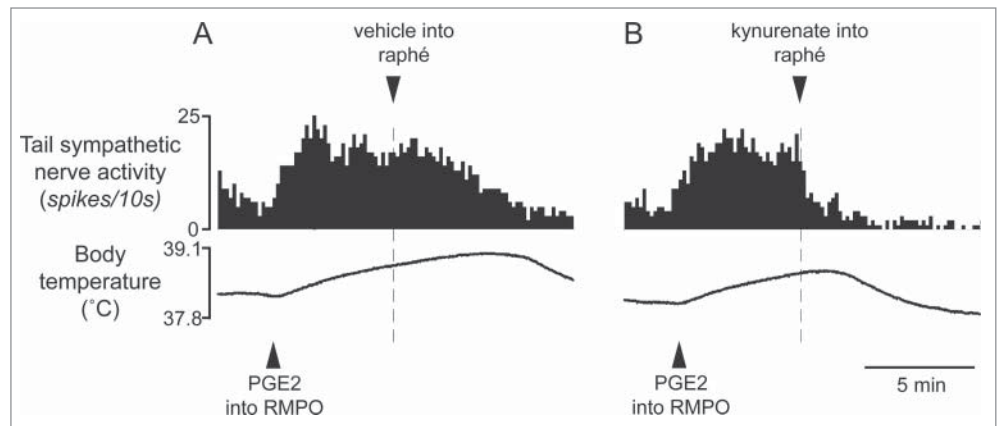 A
vehicle into
raphé
B
kynurenate into
raphé
25
Tail sympathetic
nerve activity
(spikes/10s)
0
Body
temperature
(˚C)
39.1
37.8
PGE2
into RMPO
PGE2
into RMPO
5 min